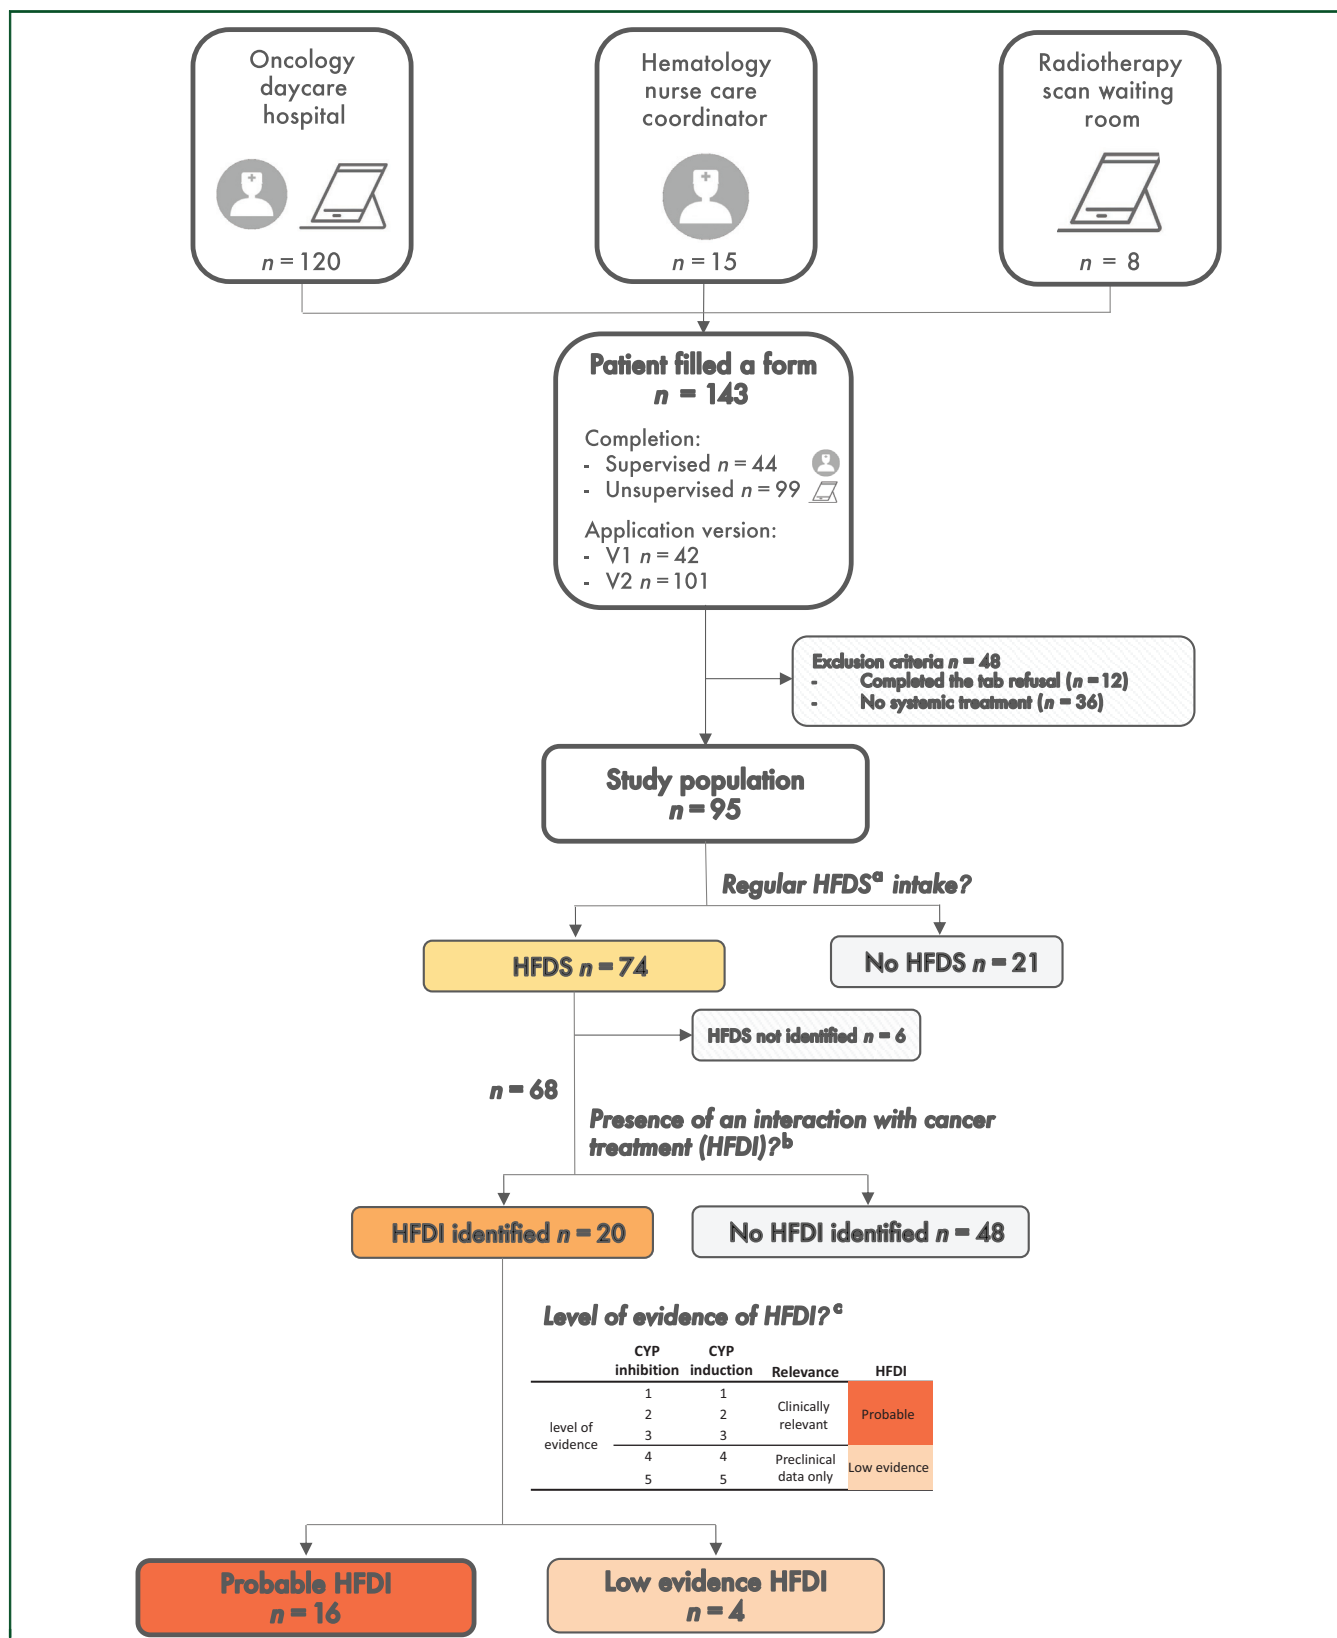 Oncology
daycare
hospital
n = 120
Hematology
nurse care
coordinator
n = 15
Radiotherapy
scan waiting
room
n = 8
Patient filled a form
n = 143
Completion:
- Supervised n = 44
- Unsupervised n = 99
Application version:
- V1 n = 42
- V2 n = 101
Exclusion criteria n = 48
- Completed the tab refusal (n = 12)
- No systemic treatment (n = 36)
Study population
n = 95
Regular HFDSᵃ intake?
HFDS n = 74
No HFDS n = 21
HFDS not identified n = 6
n = 68
Presence of an interaction with cancer
treatment (HFDI)?ᵇ
HFDI identified n = 20
No HFDI identified n = 48
Level of evidence of HFDI?ᶜ
CYP inhibition CYP induction Relevance HFDI
level of evidence
1 1
2 2
3 3
Clinically relevant
Probable
4 4
5 5
Preclinical data only
Low evidence
Probable HFDI
n = 16
Low evidence HFDI
n = 4